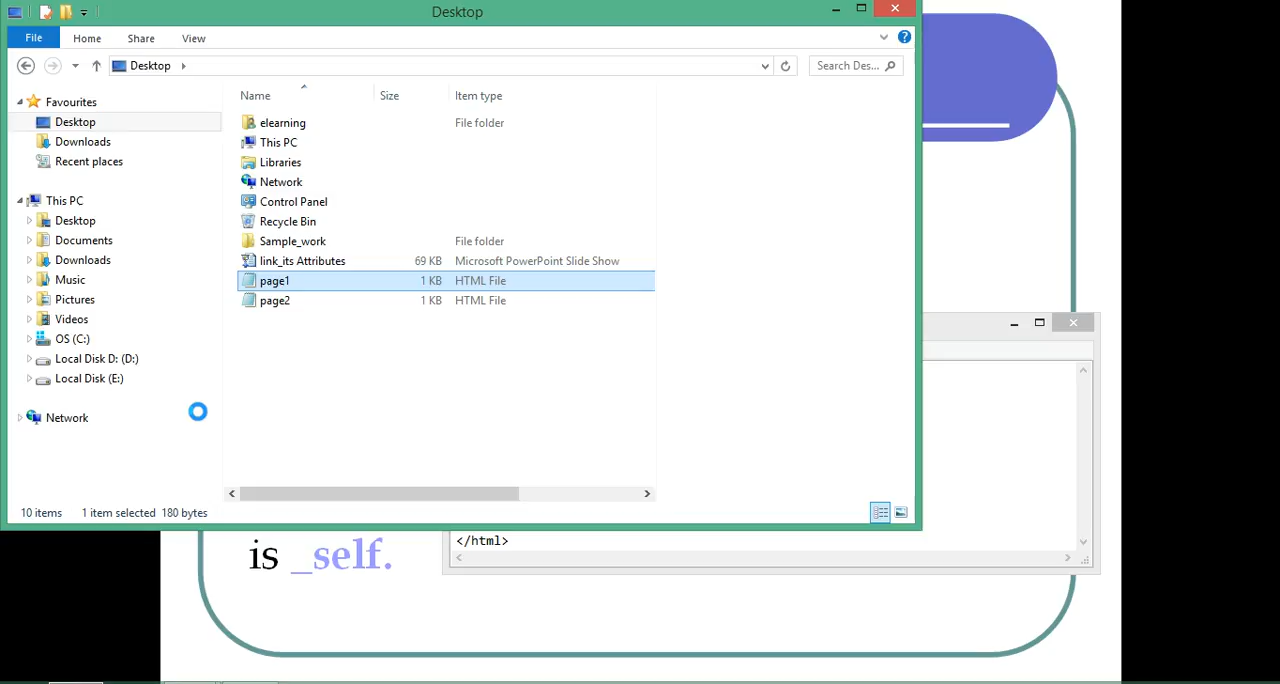 Desktop
File Home Share View
Desktop
Search Des...
Name Size Item type
Favourites
Desktop
Downloads
Recent places
This PC
Desktop
Documents
Downloads
Music
Pictures
Videos
OS (C:)
Local Disk D: (D:)
Local Disk (E:)
Network
elearning File folder
This PC
Libraries
Network
Control Panel
Recycle Bin
Sample_work File folder
link_its Attributes 69 KB Microsoft PowerPoint Slide Show
page1 1 KB HTML File
page2 1 KB HTML File
10 items 1 item selected 180 bytes
</html>
is _self.